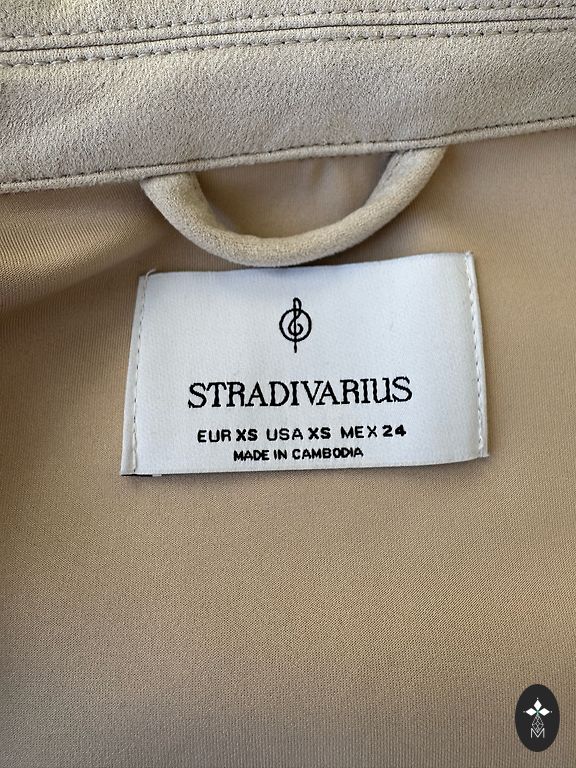 STRADIVARIUS
EUR XS USA XS MEX 24
MADE IN CAMBODIA
M